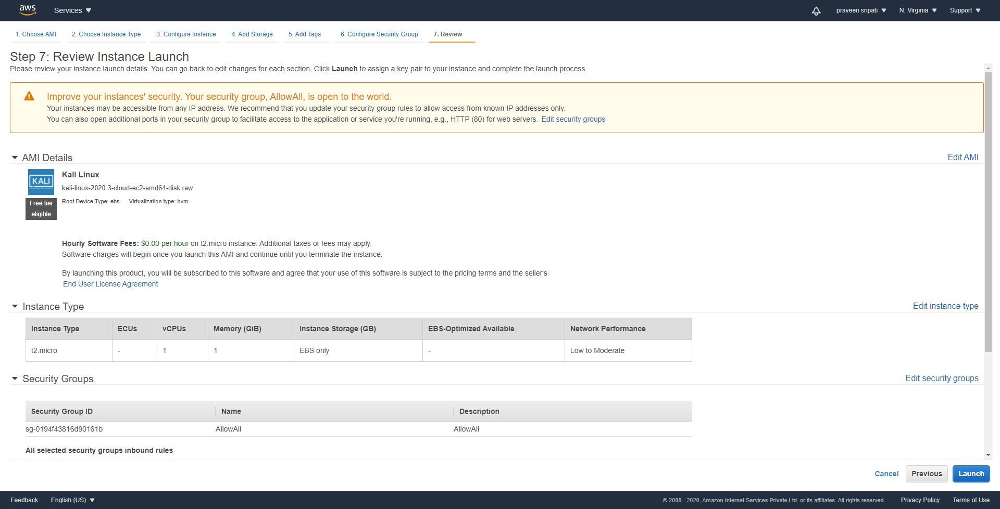 aws Services praveen sripati N. Virginia Support
1. Choose AMI 2. Choose Instance Type 3. Configure Instance 4. Add Storage 5. Add Tags 6. Configure Security Group 7. Review
Step 7: Review Instance Launch
Please review your instance launch details. You can go back to edit changes for each section. Click Launch to assign a key pair to your instance and complete the launch process.
Improve your instances' security. Your security group, AllowAll, is open to the world.
Your instances may be accessible from any IP address. We recommend that you update your security group rules to allow access from known IP addresses only.
You can also open additional ports in your security group to facilitate access to the application or service you're running, e.g., HTTP (80) for web servers. Edit security groups
AMI Details Edit AMI
KALI
Kali Linux
kali-linux-2020.3-cloud-ec2-amd64-disk.raw
Free tier
eligible
Root Device Type: ebs Virtualization type: hvm
Hourly Software Fees: $0.00 per hour on t2.micro instance. Additional taxes or fees may apply.
Software charges will begin once you launch this AMI and continue until you terminate the instance.
By launching this product, you will be subscribed to this software and agree that your use of this software is subject to the pricing terms and the seller's
End User License Agreement
Instance Type Edit instance type
Instance Type ECUs vCPUs Memory (GiB) Instance Storage (GB) EBS-Optimized Available Network Performance
t2.micro - 1 1 EBS only - Low to Moderate
Security Groups Edit security groups
Security Group ID Name Description
sg-0194f43816d90161b AllowAll AllowAll
All selected security groups inbound rules
Cancel Previous Launch
Feedback English (US) © 2008 - 2020, Amazon Internet Services Private Ltd. or its affiliates. All rights reserved. Privacy Policy Terms of Use